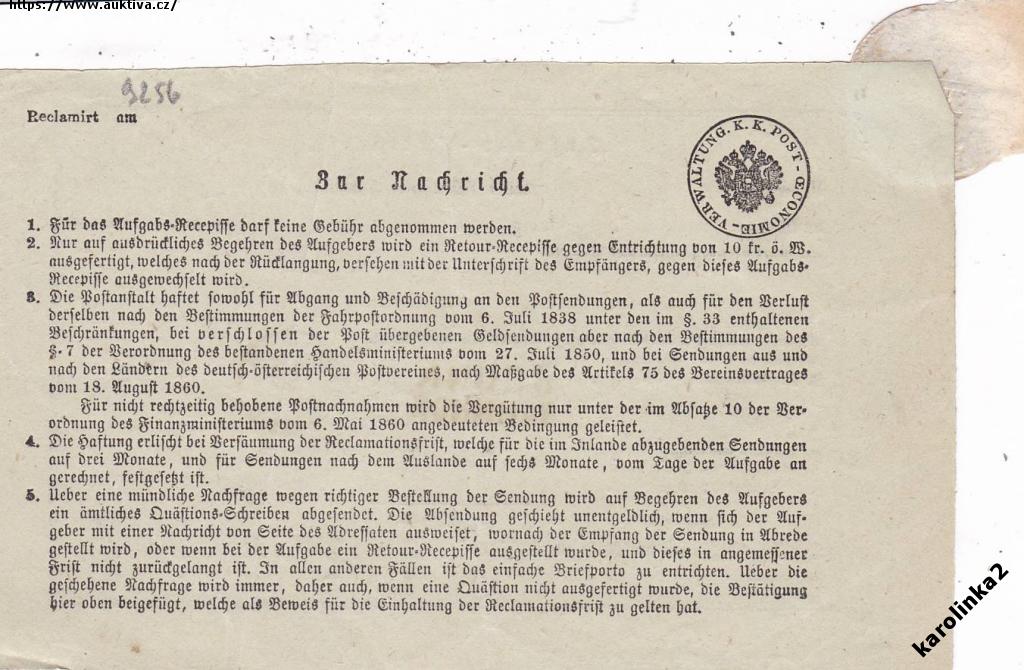 https://www.auktiva.cz/
9256
Reclamirt am
VERWALTUNG. K. K. POST-ŒCONOMIE-
Zur Nachricht.
1. Für das Aufgabs-Recepisse darf keine Gebühr abgenommen werden.
2. Nur auf ausdrückliches Begehren des Aufgebers wird ein Retour-Recepisse gegen Entrichtung von 10 kr. ö. W.
ausgefertigt, welches nach der Rücklangung, versehen mit der Unterschrift des Empfängers, gegen dieses Aufgabs-
Recepisse ausgewechselt wird.
3. Die Postanstalt haftet sowohl für Abgang und Beschädigung an den Postsendungen, als auch für den Verlust
derselben nach den Bestimmungen der Fahrpostordnung vom 6. Juli 1838 unter den im §. 33 enthaltenen
Beschränkungen, bei verschlossen der Post übergebenen Geldsendungen aber nach den Bestimmungen des
§. 7 der Verordnung des bestandenen Handelsministeriums vom 27. Juli 1850, und bei Sendungen aus und
nach den Ländern des deutsch-österreichischen Postvereines, nach Maßgabe des Artikels 75 des Vereinsvertrages
vom 18. August 1860.
Für nicht rechtzeitig behobene Postnachnahmen wird die Vergütung nur unter der im Absatze 10 der Ver-
ordnung des Finanzministeriums vom 6. Mai 1860 angedeuteten Bedingung geleistet.
4. Die Haftung erlischt bei Versäumung der Reclamationsfrist, welche für die im Inlande abzugebenden Sendungen
auf drei Monate, und für Sendungen nach dem Auslande auf sechs Monate, vom Tage der Aufgabe an
gerechnet, festgesetzt ist.
5. Ueber eine mündliche Nachfrage wegen richtiger Bestellung der Sendung wird auf Begehren des Aufgebers
ein ämtliches Quästions-Schreiben abgesendet. Die Absendung geschieht unentgeldlich, wenn sich der Auf-
geber mit einer Nachricht von Seite des Adressaten ausweiset, wornach der Empfang der Sendung in Abrede
gestellt wird, oder wenn bei der Aufgabe ein Retour-Recepisse ausgestellt wurde, und dieses in angemessener
Frist nicht zurückgelangt ist. In allen anderen Fällen ist das einfache Briefporto zu entrichten. Ueber die
geschehene Nachfrage wird immer, daher auch, wenn eine Quästion nicht ausgefertigt wurde, die Bestätigung
hier oben beigefügt, welche als Beweis für die Einhaltung der Reclamationsfrist zu gelten hat.
karolinka2